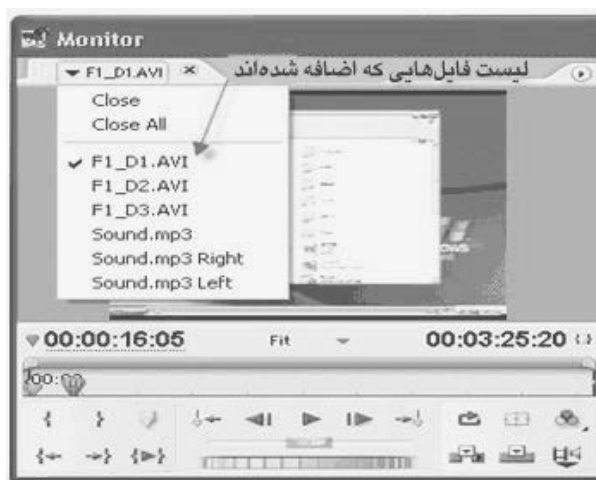 Monitor
F1_D1.AVI لیست فایل‌هایی که اضافه شده‌اند
Close
Close All
F1_D1.AVI
F1_D2.AVI
F1_D3.AVI
Sound.mp3
Sound.mp3 Right
Sound.mp3 Left
00:00:16:05 Fit 00:03:25:20